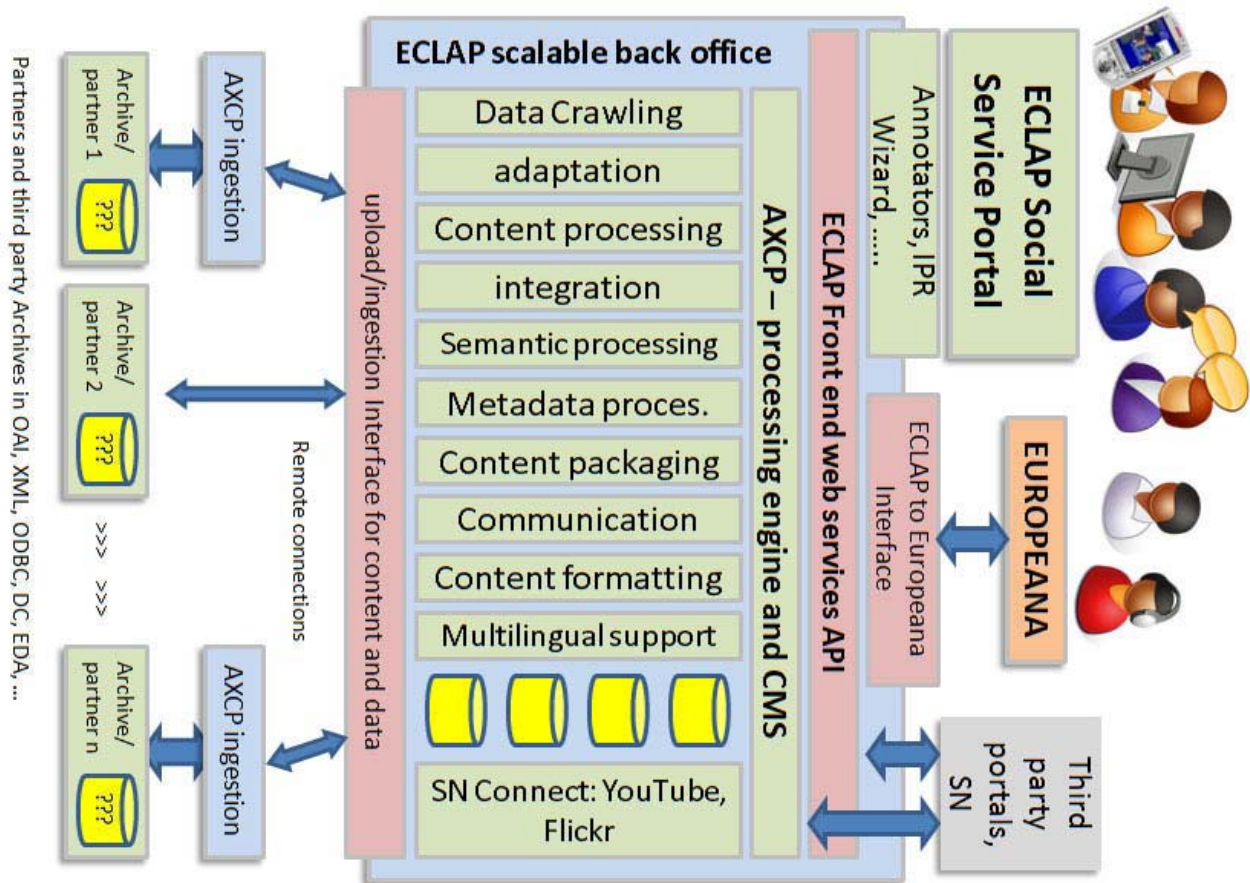 ECLAP scalable back office
Data Crawling
adaptation
Content processing
integration
Semantic processing
Metadata proces.
Content packaging
Communication
Content formatting
Multilingual support
SN Connect: YouTube,
Flickr
AXCP – processing engine and CMS
ECLAP Front end web services API
Annotators, IPR
Wizard, .....
ECLAP Social
Service Portal
ECLAP to Europeana
Interface
EUROPEANA
Third
party
portals,
SN
upload/ingestion Interface for content and data
Remote connections
AXCP ingestion
AXCP ingestion
Archive/
partner 1
???
Archive/
partner 2
???
>>> >>>
Archive/
partner n
???
Partners and third party Archives in OAI, XML, ODBC, DC, EDA, ...